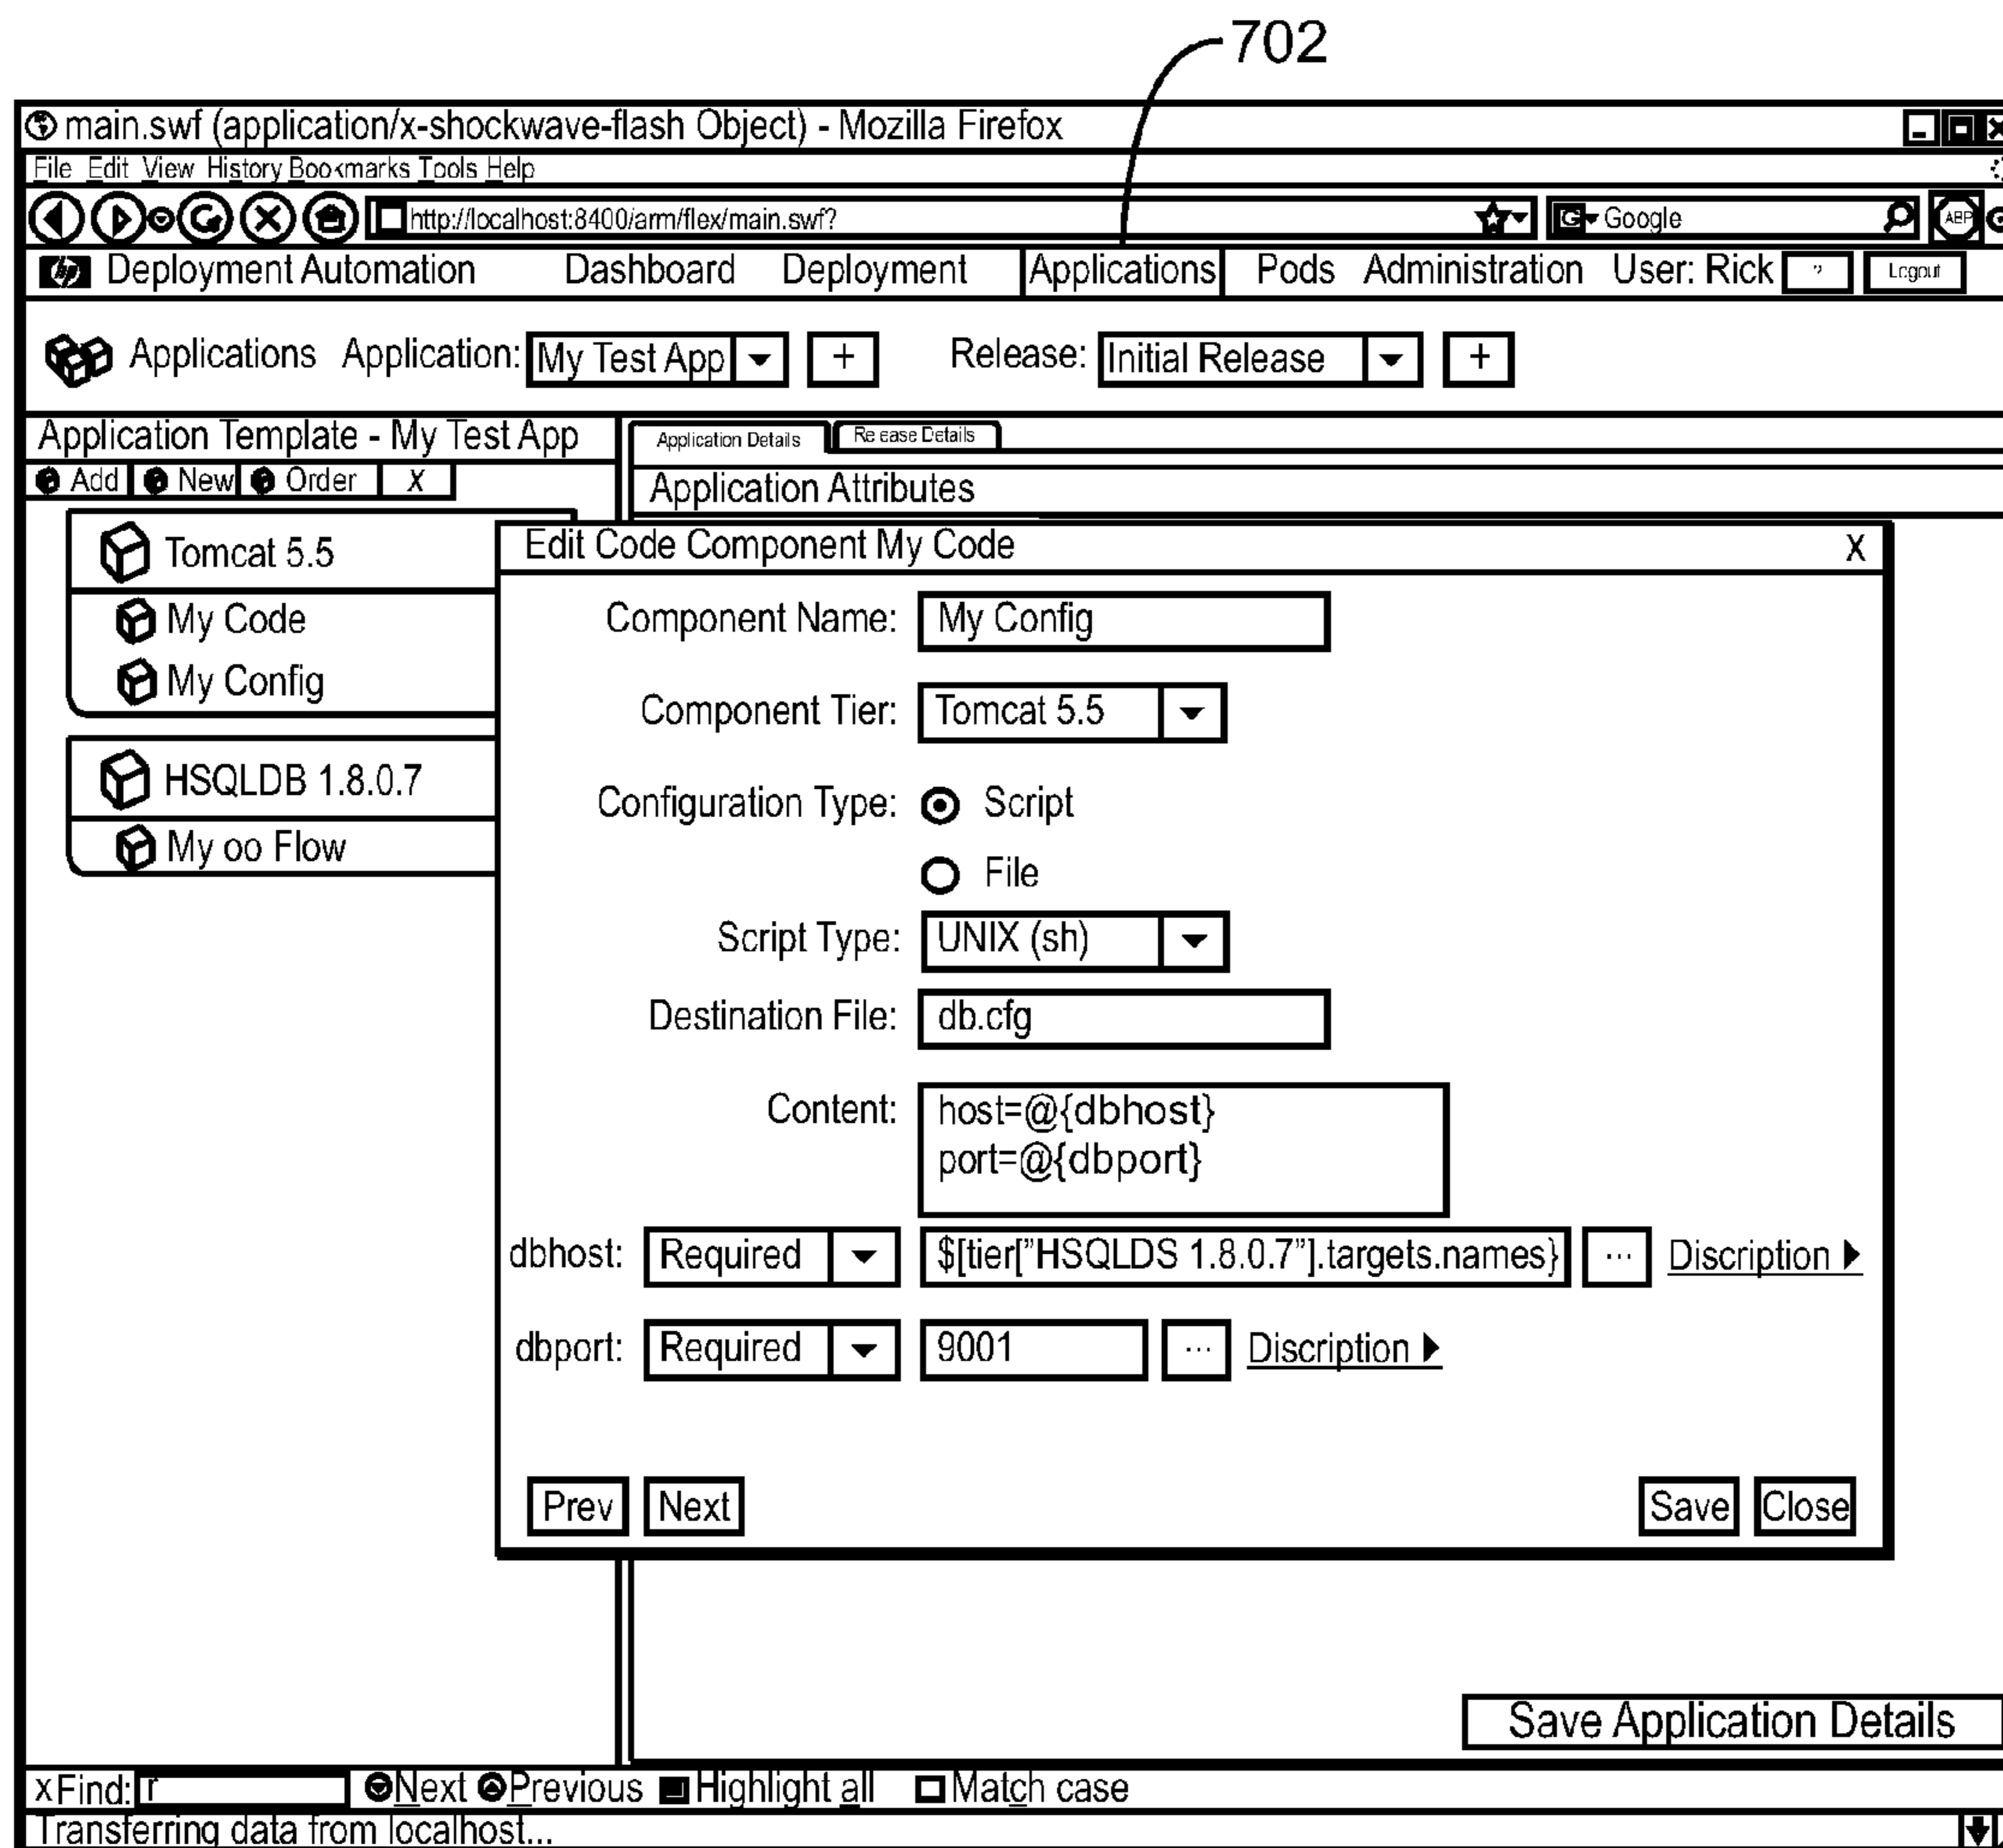 702
main.swf (application/x-shockwave-flash Object) - Mozilla Firefox
File Edit View History Bookmarks Tools Help
http://localhost:8400/arm/flex/main.swf? Google ABP
hp Deployment Automation Dashboard Deployment Applications Pods Administration User: Rick ? Logout
Applications Application: My Test App + Release: Initial Release +
Application Template - My Test App
Application Details Release Details
Add New Order X
Application Attributes
Tomcat 5.5
My Code
My Config
HSQLDB 1.8.0.7
My oo Flow
Edit Code Component My Code X
Component Name: My Config
Component Tier: Tomcat 5.5
Configuration Type: Script
File
Script Type: UNIX (sh)
Destination File: db.cfg
Content: host=@{dbhost}
port=@{dbport}
dbhost: Required $[tier["HSQLDS 1.8.0.7"].targets.names} ... Discription
dbport: Required 9001 ... Discription
Prev Next Save Close
Save Application Details
x Find: r Next Previous Highlight all Match case
Transferring data from localhost...